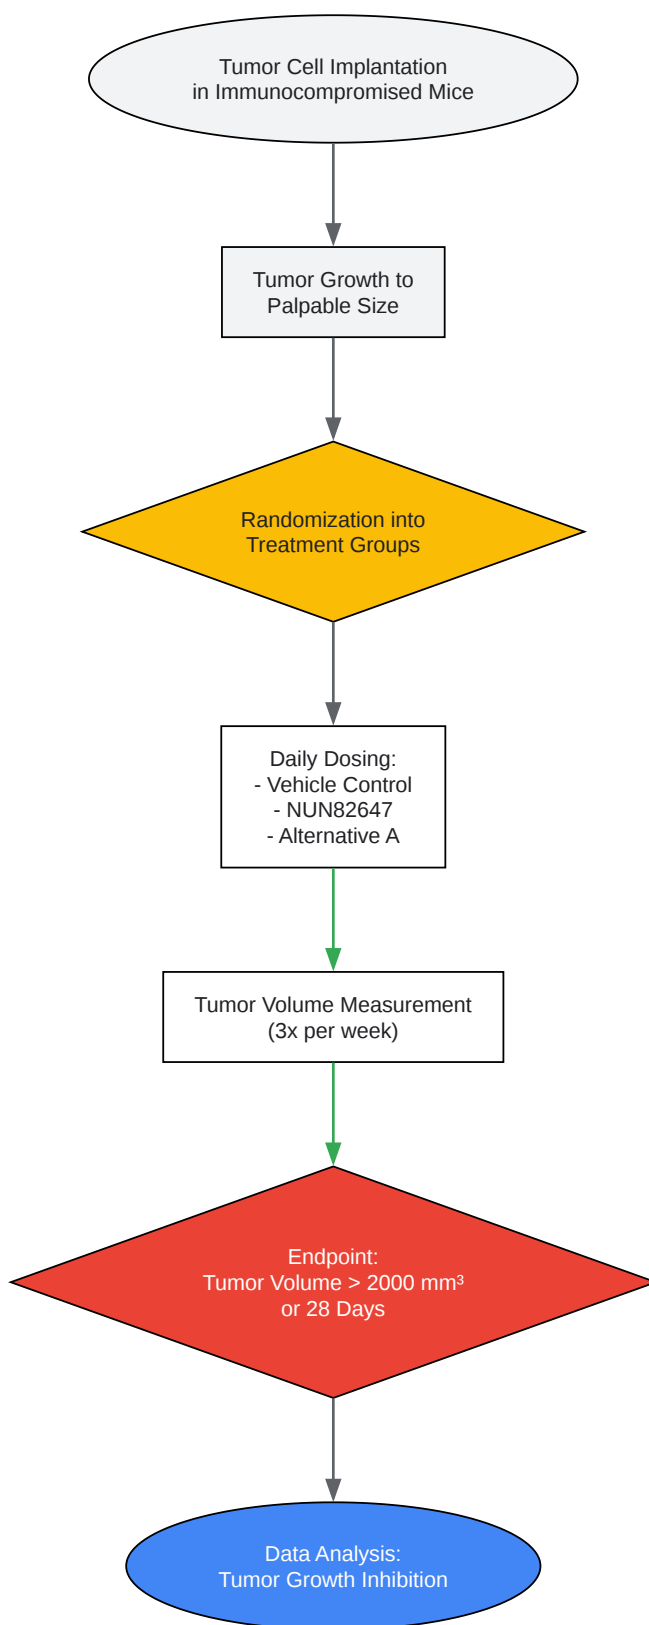 Tumor Cell Implantation
in Immunocompromised Mice
Tumor Growth to
Palpable Size
Randomization into
Treatment Groups
Daily Dosing:
- Vehicle Control
- NUN82647
- Alternative A
Tumor Volume Measurement
(3x per week)
Endpoint:
Tumor Volume > 2000 mm³
or 28 Days
Data Analysis:
Tumor Growth Inhibition